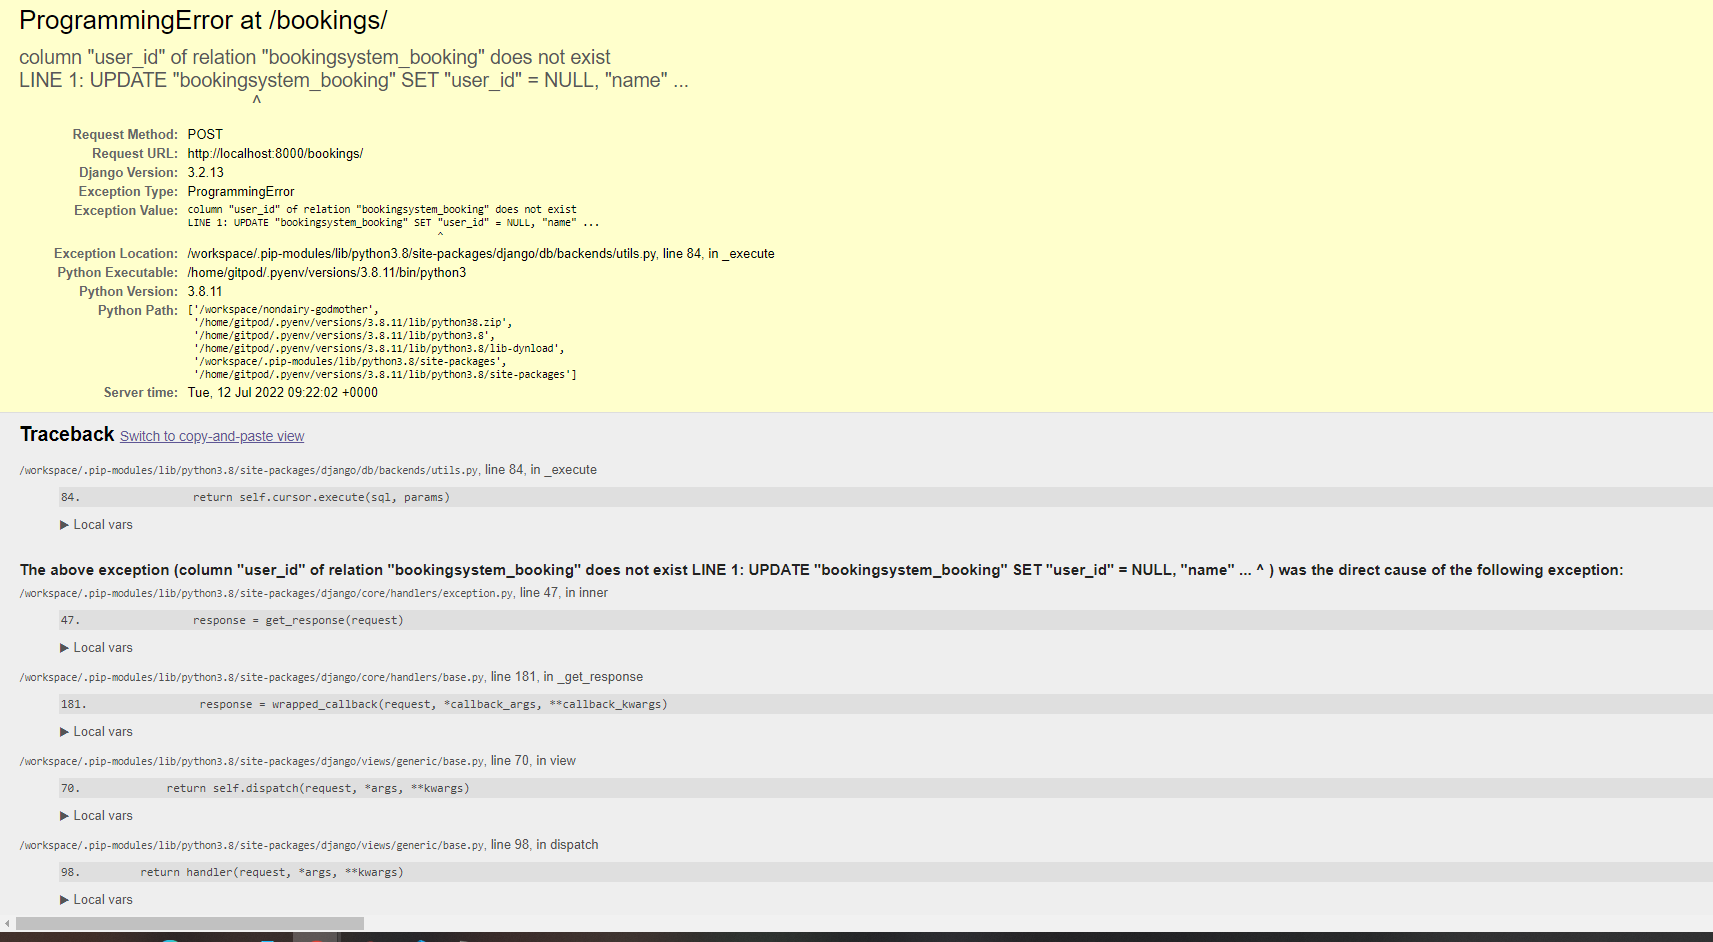 ProgrammingError at /bookings/
column "user_id" of relation "bookingsystem_booking" does not exist
LINE 1: UPDATE "bookingsystem_booking" SET "user_id" = NULL, "name" ...
^
Request Method: POST
Request URL: http://localhost:8000/bookings/
Django Version: 3.2.13
Exception Type: ProgrammingError
Exception Value: column "user_id" of relation "bookingsystem_booking" does not exist
LINE 1: UPDATE "bookingsystem_booking" SET "user_id" = NULL, "name" ...
^
Exception Location: /workspace/.pip-modules/lib/python3.8/site-packages/django/db/backends/utils.py, line 84, in _execute
Python Executable: /home/gitpod/.pyenv/versions/3.8.11/bin/python3
Python Version: 3.8.11
Python Path: ['/workspace/nondairy-godmother',
'/home/gitpod/.pyenv/versions/3.8.11/lib/python38.zip',
'/home/gitpod/.pyenv/versions/3.8.11/lib/python3.8',
'/home/gitpod/.pyenv/versions/3.8.11/lib/python3.8/lib-dynload',
'/workspace/.pip-modules/lib/python3.8/site-packages',
'/home/gitpod/.pyenv/versions/3.8.11/lib/python3.8/site-packages']
Server time: Tue, 12 Jul 2022 09:22:02 +0000
Traceback Switch to copy-and-paste view
/workspace/.pip-modules/lib/python3.8/site-packages/django/db/backends/utils.py, line 84, in _execute
84. return self.cursor.execute(sql, params)
▶ Local vars
The above exception (column "user_id" of relation "bookingsystem_booking" does not exist LINE 1: UPDATE "bookingsystem_booking" SET "user_id" = NULL, "name" ... ^ ) was the direct cause of the following exception:
/workspace/.pip-modules/lib/python3.8/site-packages/django/core/handlers/exception.py, line 47, in inner
47. response = get_response(request)
▶ Local vars
/workspace/.pip-modules/lib/python3.8/site-packages/django/core/handlers/base.py, line 181, in _get_response
181. response = wrapped_callback(request, *callback_args, **callback_kwargs)
▶ Local vars
/workspace/.pip-modules/lib/python3.8/site-packages/django/views/generic/base.py, line 70, in view
70. return self.dispatch(request, *args, **kwargs)
▶ Local vars
/workspace/.pip-modules/lib/python3.8/site-packages/django/views/generic/base.py, line 98, in dispatch
98. return handler(request, *args, **kwargs)
▶ Local vars